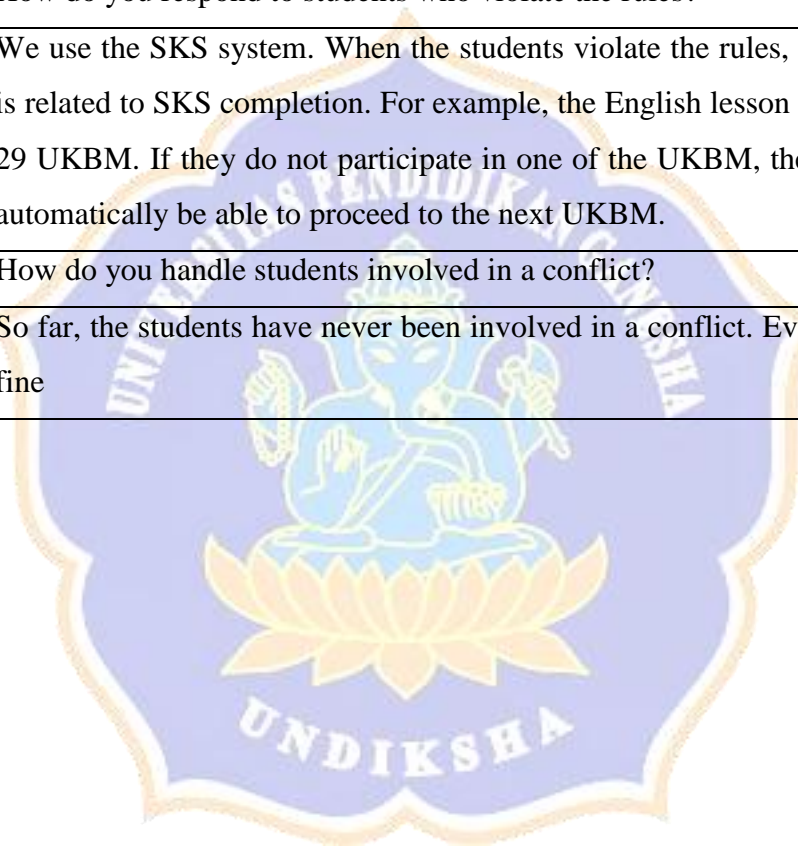 How do you respond to students who violate the rules?
We use the SKS system. When the students violate the rules,
is related to SKS completion. For example, the English lesson
29 UKBM. If they do not participate in one of the UKBM, the
automatically be able to proceed to the next UKBM.
How do you handle students involved in a conflict?
So far, the students have never been involved in a conflict. Ev
fine
UNIVERSITAS PENDIDIKAN GANESHA
UNDIKSHA